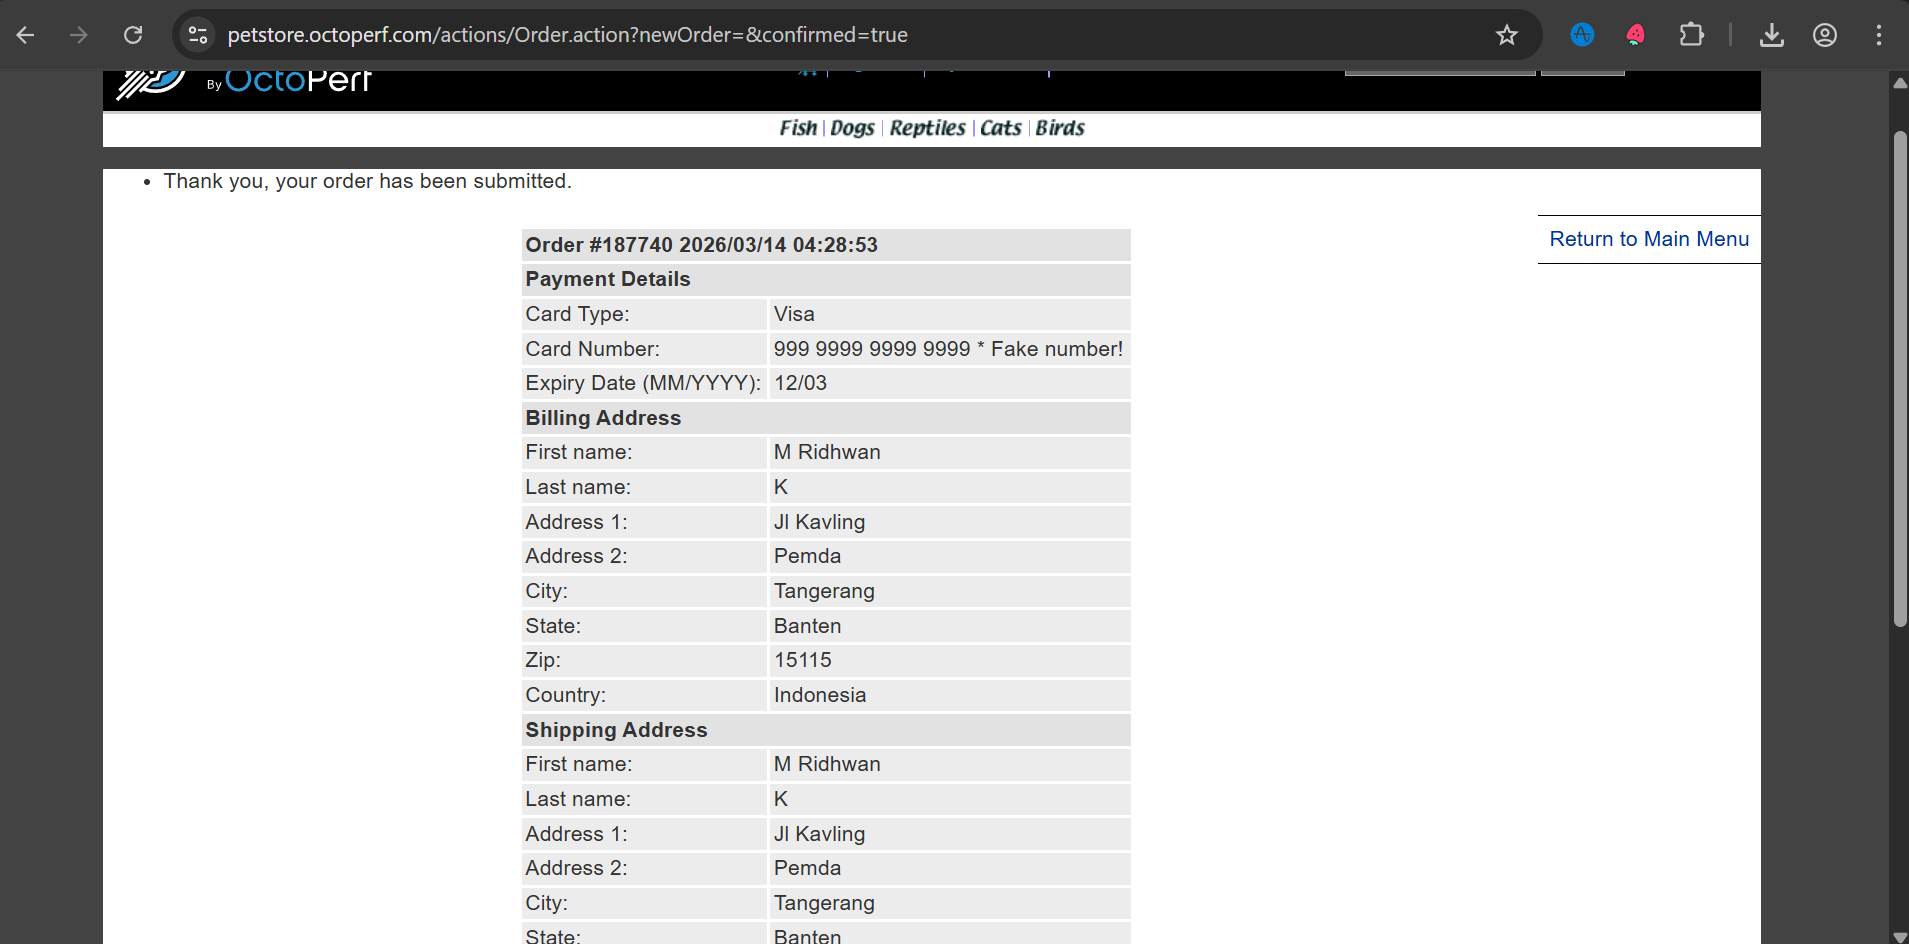 petstore.octoperf.com/actions/Order.action?newOrder=&confirmed=true
By OctoPerf
Fish | Dogs | Reptiles | Cats | Birds
• Thank you, your order has been submitted.
Return to Main Menu
Order #187740 2026/03/14 04:28:53
Payment Details
Card Type: Visa
Card Number: 999 9999 9999 9999 * Fake number!
Expiry Date (MM/YYYY): 12/03
Billing Address
First name: M Ridhwan
Last name: K
Address 1: Jl Kavling
Address 2: Pemda
City: Tangerang
State: Banten
Zip: 15115
Country: Indonesia
Shipping Address
First name: M Ridhwan
Last name: K
Address 1: Jl Kavling
Address 2: Pemda
City: Tangerang
State: Banten